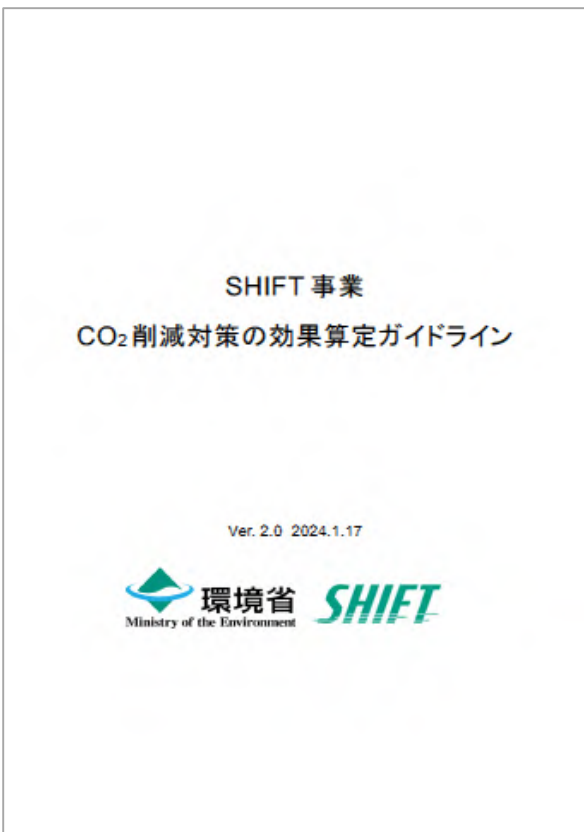 SHIFT 事業
CO₂削減対策の効果算定ガイドライン
Ver. 2.0 2024.1.17
環境省
Ministry of the Environment
SHIFT